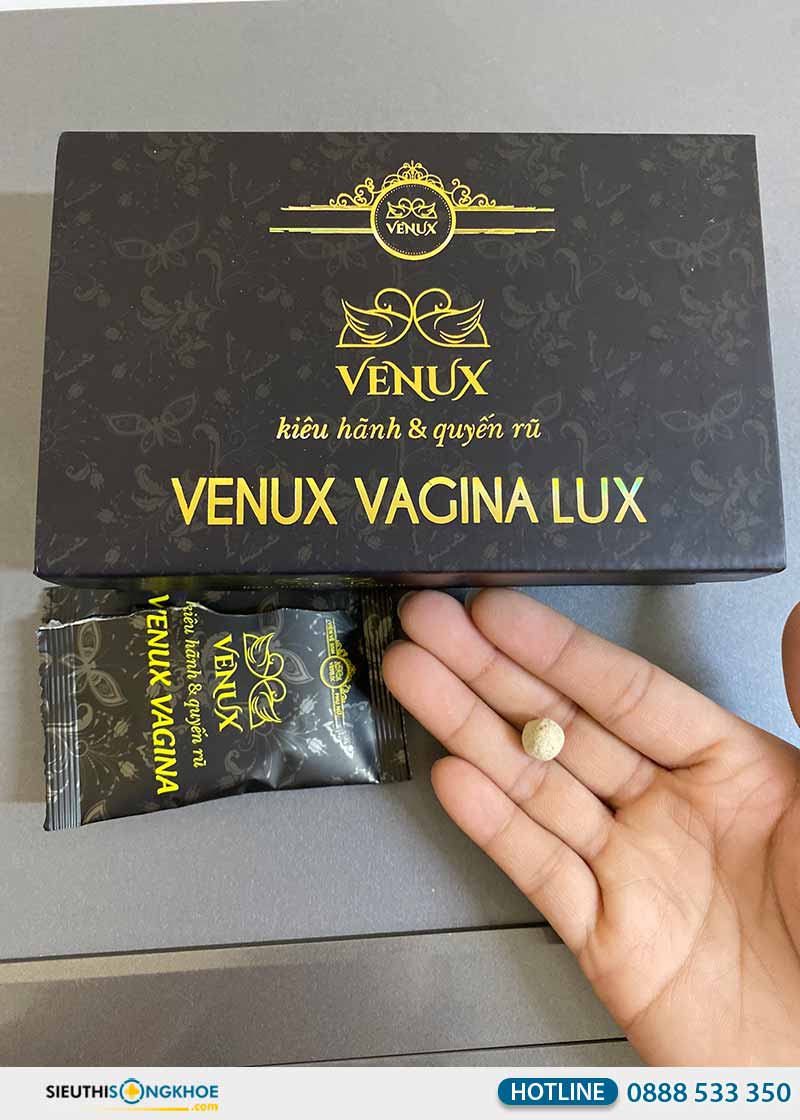 VENUX
VENUX
kiêu hãnh & quyến rũ
VENUX VAGINA LUX
VENUX
kiêu hãnh & quyến rũ
VENUX VAGINA
SIEUTHISONGKHOE
.com
HOTLINE 0888 533 350